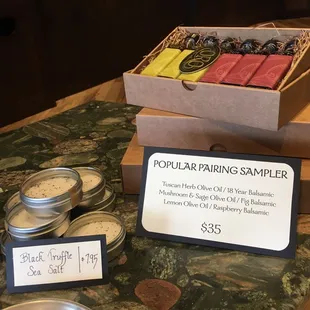 POPULAR PAIRING SAMPLER
Tuscan Herb Olive Oil / 18 Year Balsamic
Mushroom & Sage Olive Oil / Fig Balsamic
Lemon Olive Oil / Raspberry Balsamic
$35
Black Truffle
Sea Salt
$7.95